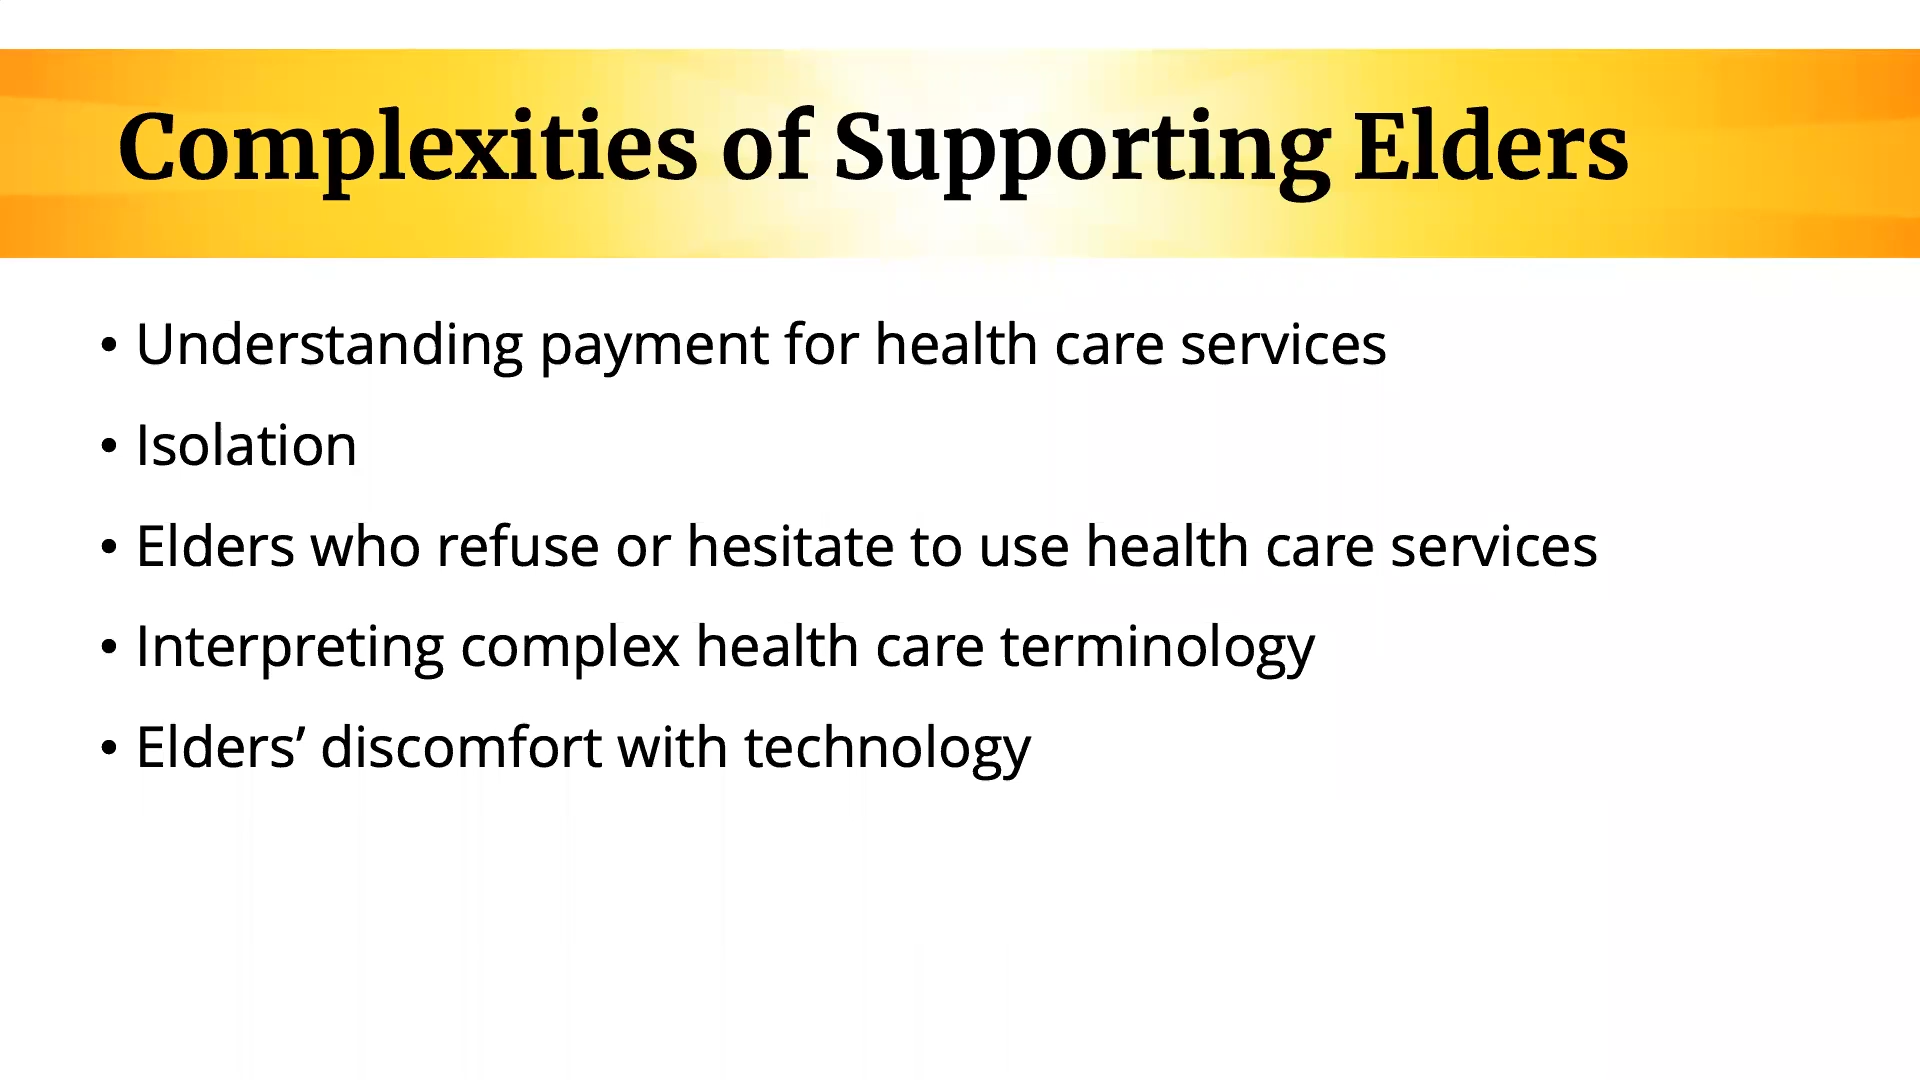 Complexities of Supporting Elders
• Understanding payment for health care services
• Isolation
• Elders who refuse or hesitate to use health care services
• Interpreting complex health care terminology
• Elders’ discomfort with technology